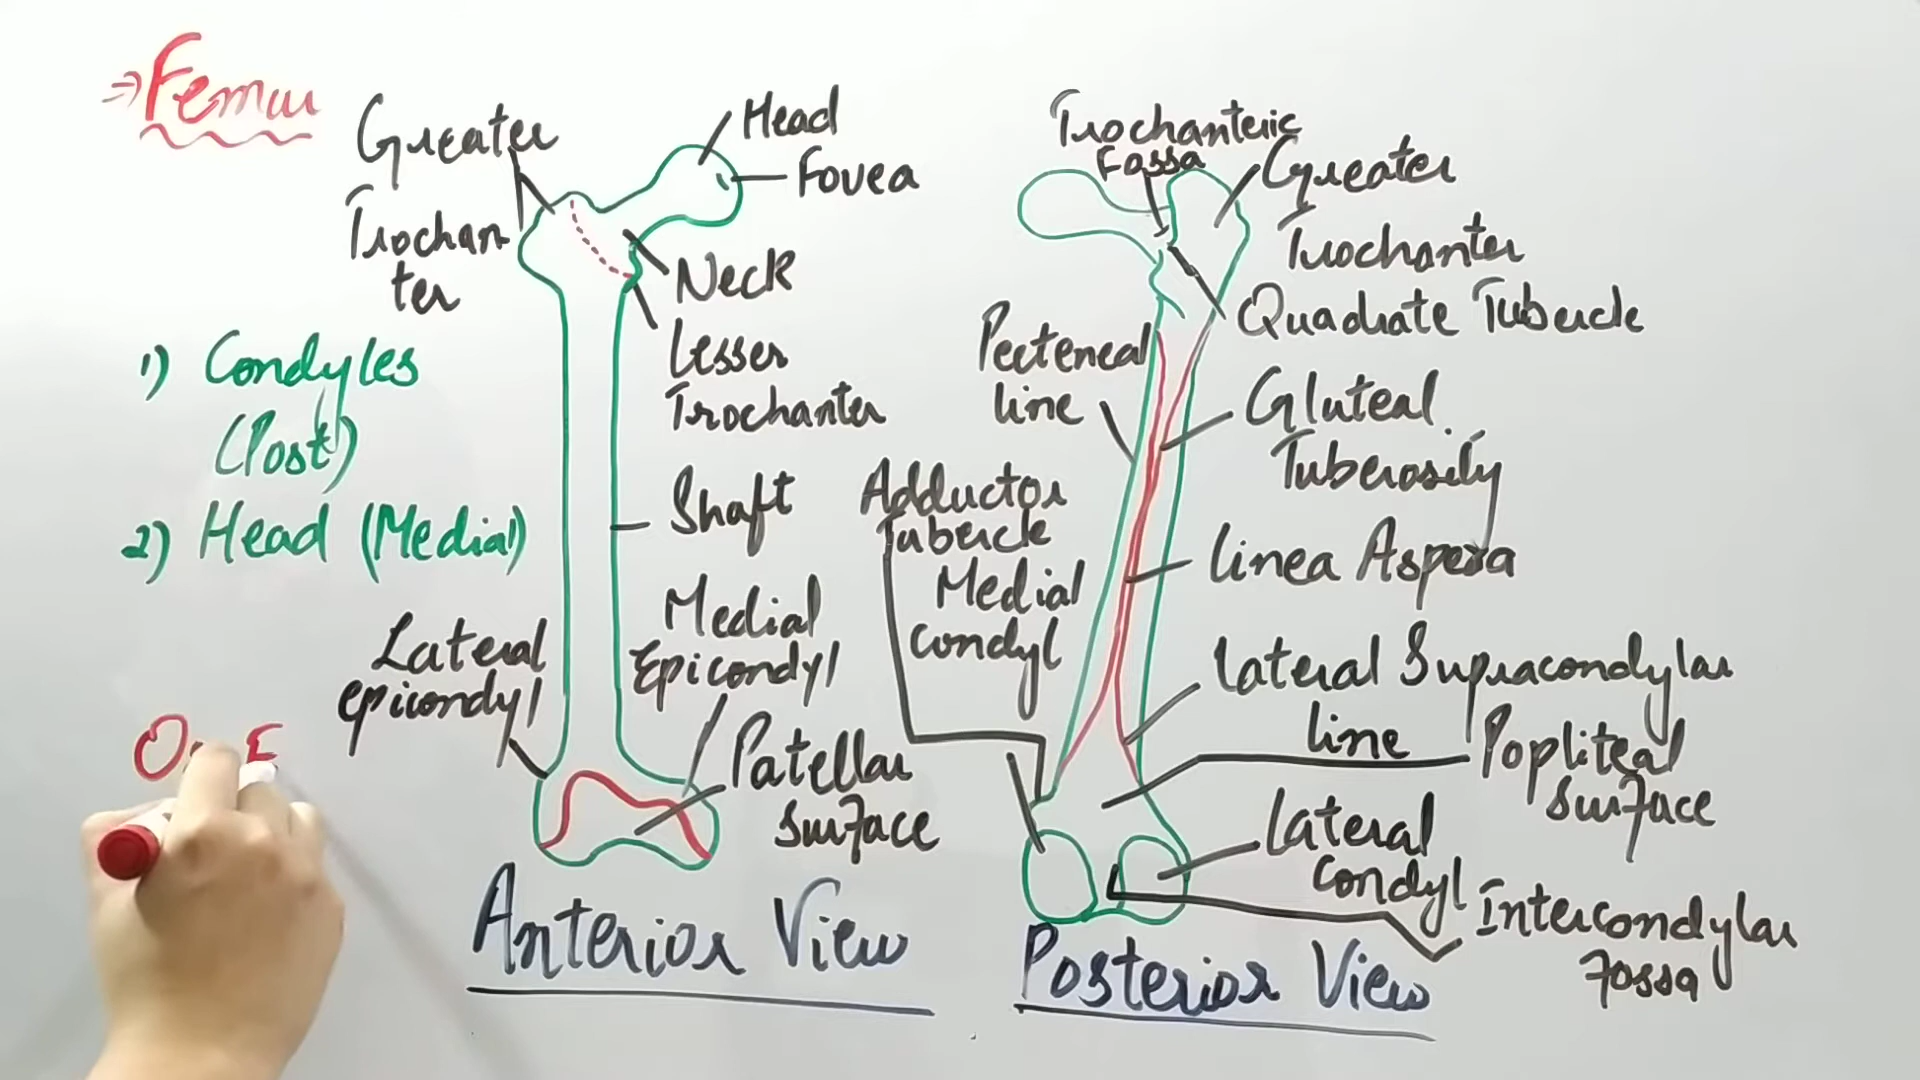 ⇒ Femur
Greater
Trochan
ter
Head
Fovea
Neck
Lesser
Trochanter
1) Condyles
(Post)
2) Head (Medial)
Shaft
Lateral
epicondyl
Medial
Epicondyl
Patellar
surface
Anterior View
Trochanteric
Fossa
Greater
Trochanter
Quadrate Tubercle
Pecteneal
line
Gluteal
Tuberosity
Adductor
Tubercle
Medial
Condyl
Linea Aspera
Lateral Supracondylar
line
Popliteal
surface
Lateral
Condyl
Intercondylar
fossa
Posterior View